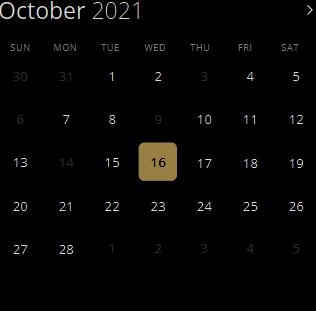 October 2021
SUN MON TUE WED THU FRI SAT
30 31 1 2 3 4 5
6 7 8 9 10 11 12
13 14 15 16 17 18 19
20 21 22 23 24 25 26
27 28 1 2 3 4 5